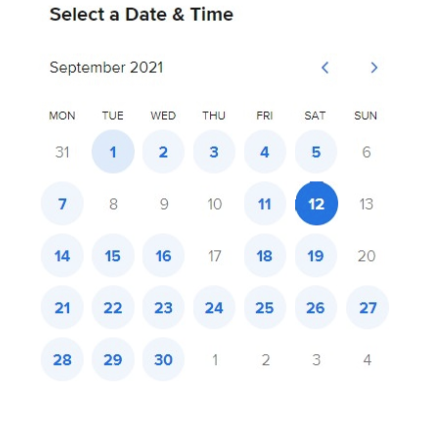 Select a Date & Time
September 2021
MON TUE WED THU FRI SAT SUN
31 1 2 3 4 5 6
7 8 9 10 11 12 13
14 15 16 17 18 19 20
21 22 23 24 25 26 27
28 29 30 1 2 3 4